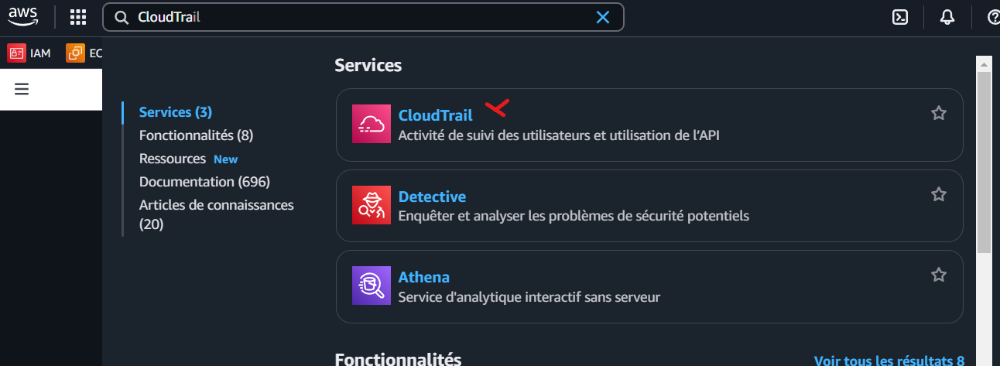 aws
CloudTrail
IAM
EC
Services
Services (3)
Fonctionnalités (8)
Ressources New
Documentation (696)
Articles de connaissances
(20)
CloudTrail
Activité de suivi des utilisateurs et utilisation de l’API
Detective
Enquêter et analyser les problèmes de sécurité potentiels
Athena
Service d'analytique interactif sans serveur
Fonctionnalités
Voir tous les résultats 8